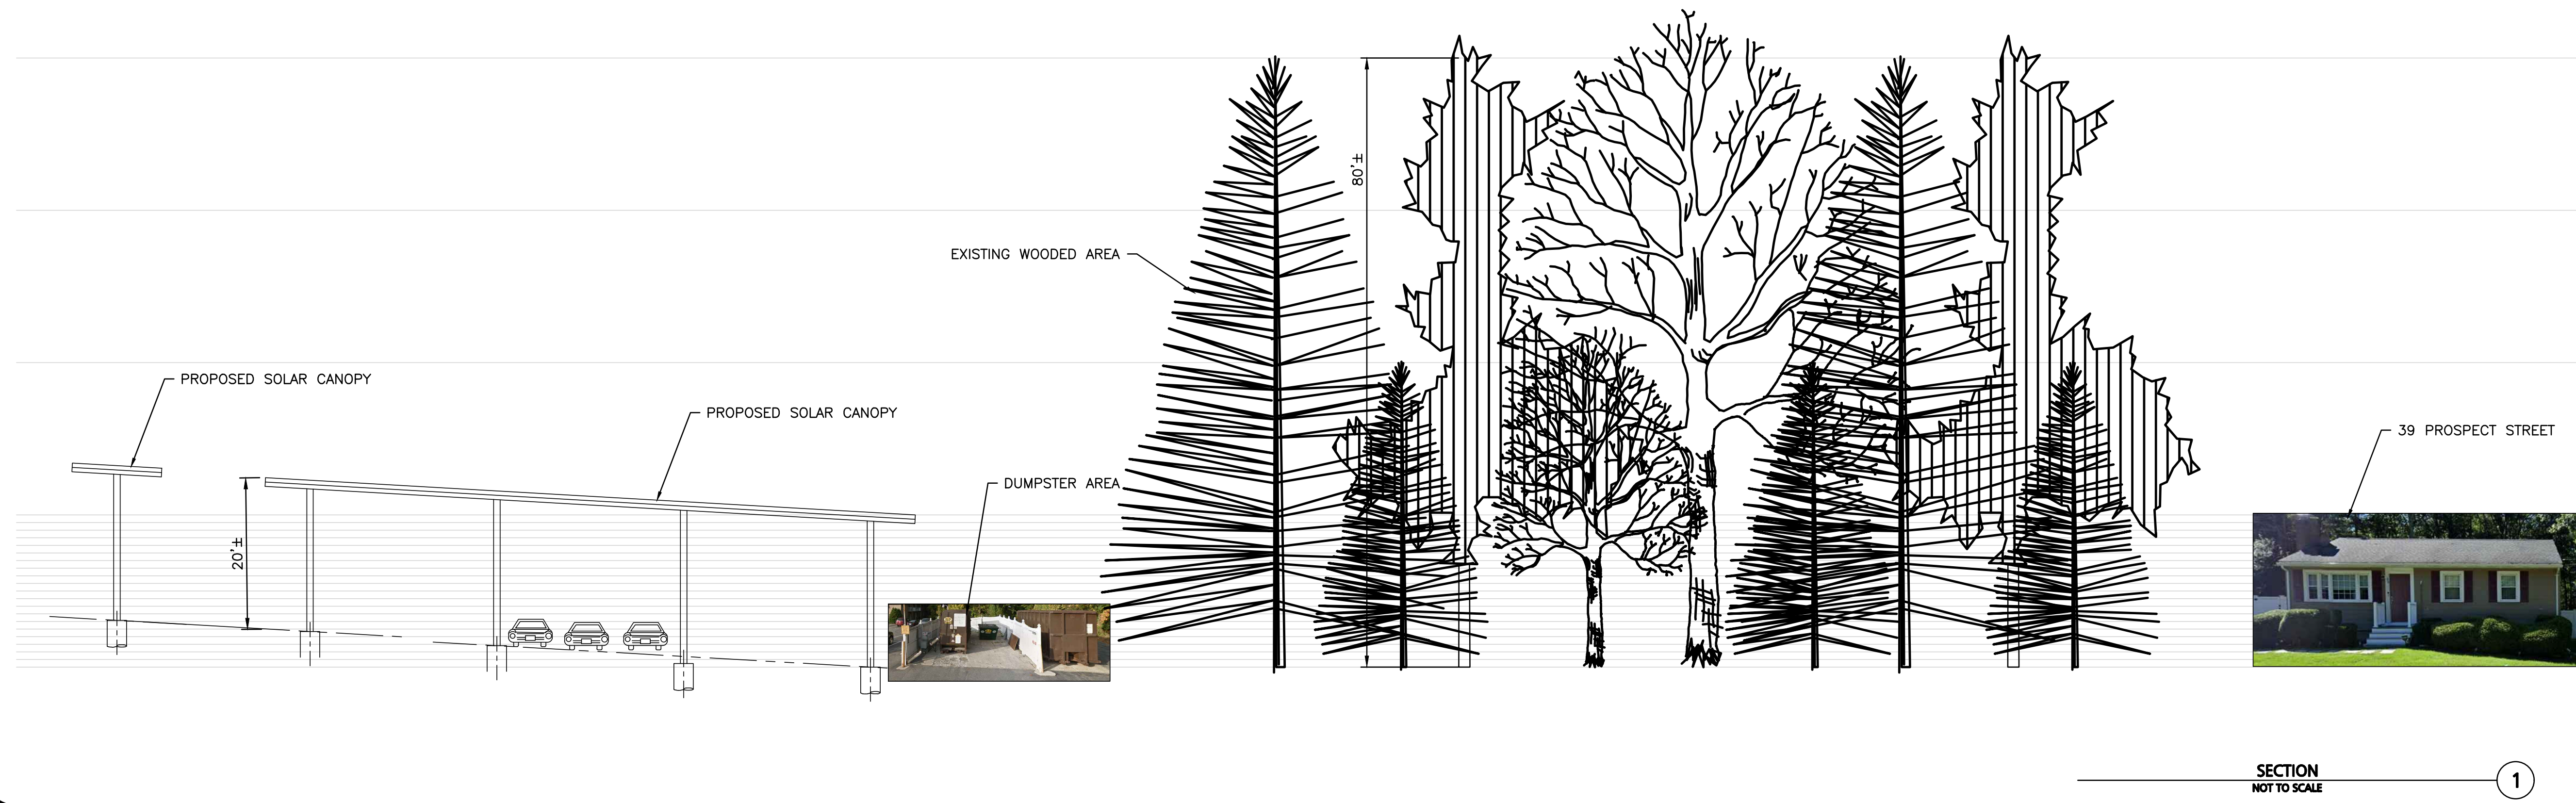 80'±
EXISTING WOODED AREA
PROPOSED SOLAR CANOPY
PROPOSED SOLAR CANOPY
39 PROSPECT STREET
DUMPSTER AREA
20'±
SECTION
NOT TO SCALE
1